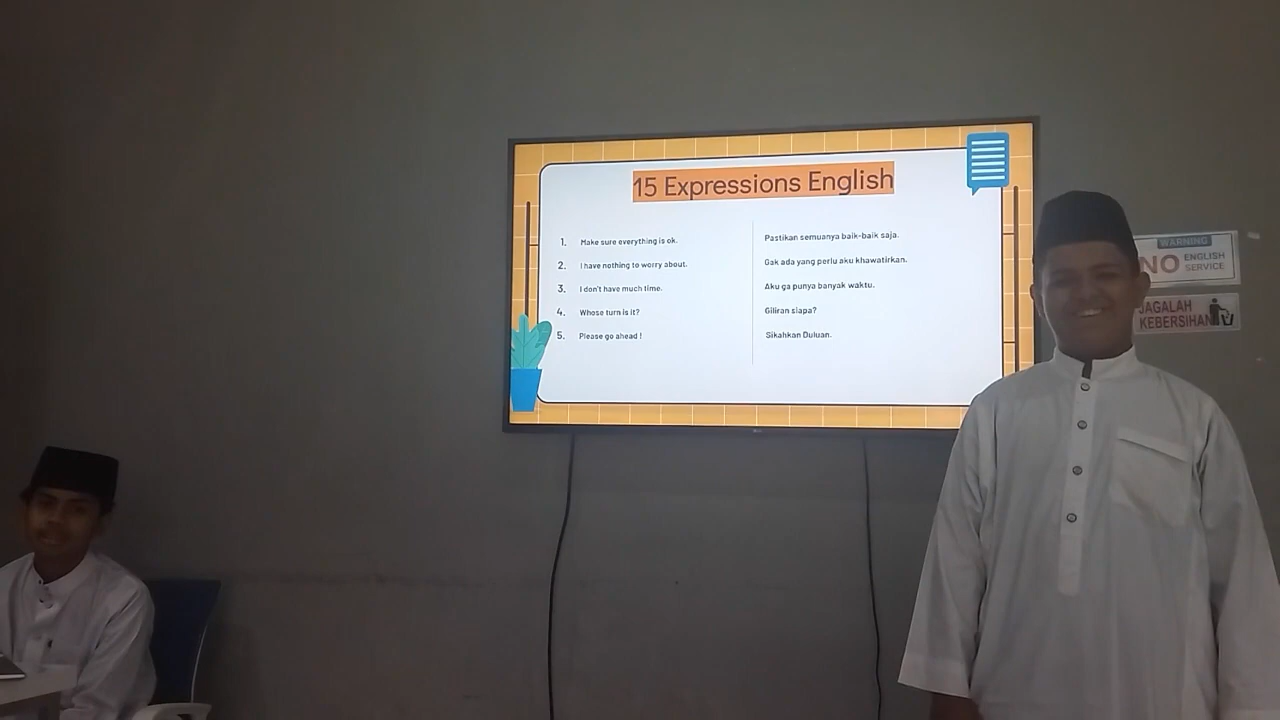 15 Expressions English
1. Make sure everything is ok.
2. I have nothing to worry about.
3. I don't have much time.
4. Whose turn is it?
5. Please go ahead !
Pastikan semuanya baik-baik saja.
Gak ada yang perlu aku khawatirkan.
Aku ga punya banyak waktu.
Giliran siapa?
Sikahkan Duluan.
WARNING
NO ENGLISH
SERVICE
JAGALAH
KEBERSIHAN
LG